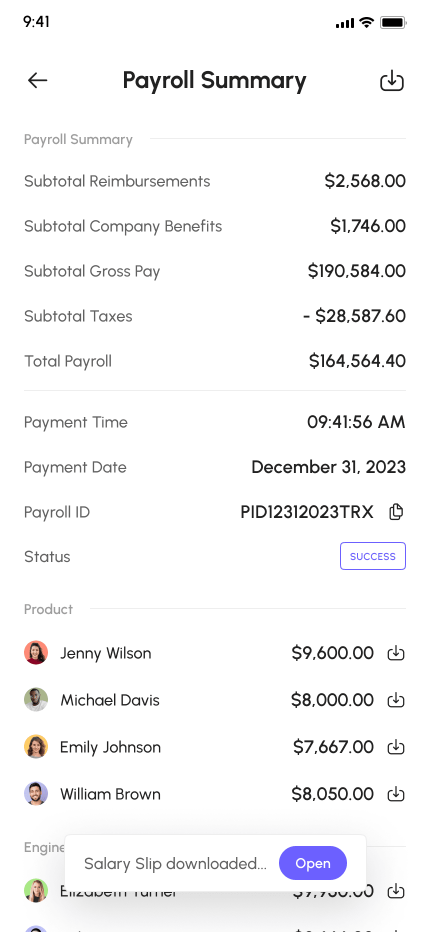 9:41
Payroll Summary
Payroll Summary
Subtotal Reimbursements $2,568.00
Subtotal Company Benefits $1,746.00
Subtotal Gross Pay $190,584.00
Subtotal Taxes - $28,587.60
Total Payroll $164,564.40
Payment Time 09:41:56 AM
Payment Date December 31, 2023
Payroll ID PID12312023TRX
Status SUCCESS
Product
Jenny Wilson $9,600.00
Michael Davis $8,000.00
Emily Johnson $7,667.00
William Brown $8,050.00
Salary Slip downloaded... Open
Elizabeth Turner